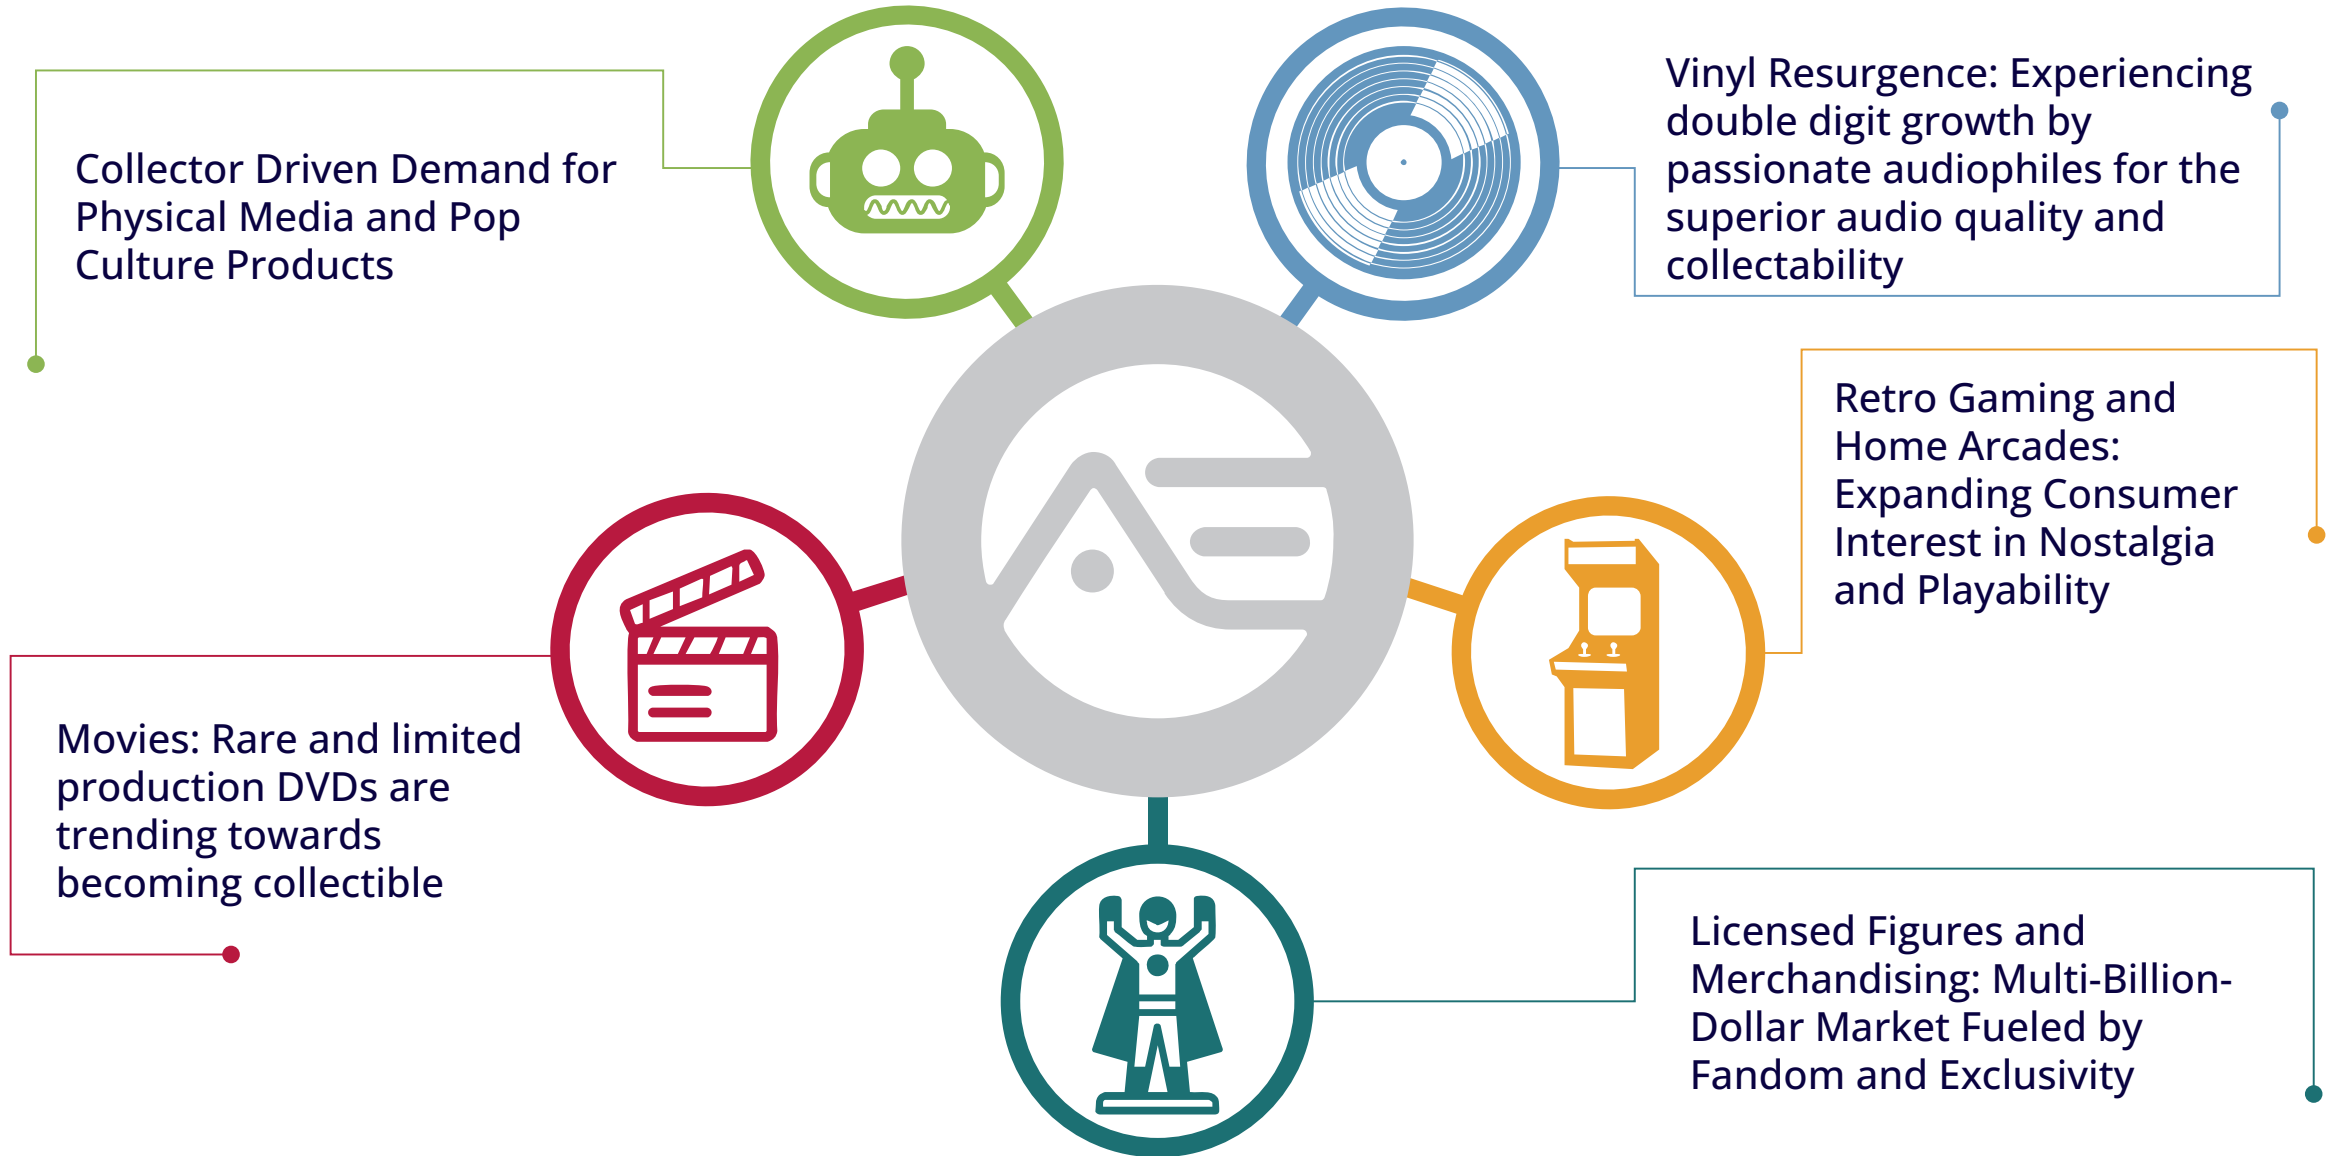 Collector Driven Demand for
Physical Media and Pop
Culture Products
Vinyl Resurgence: Experiencing
double digit growth by
passionate audiophiles for the
superior audio quality and
collectability
Retro Gaming and
Home Arcades:
Expanding Consumer
Interest in Nostalgia
and Playability
Movies: Rare and limited
production DVDs are
trending towards
becoming collectible
Licensed Figures and
Merchandising: Multi-Billion-
Dollar Market Fueled by
Fandom and Exclusivity